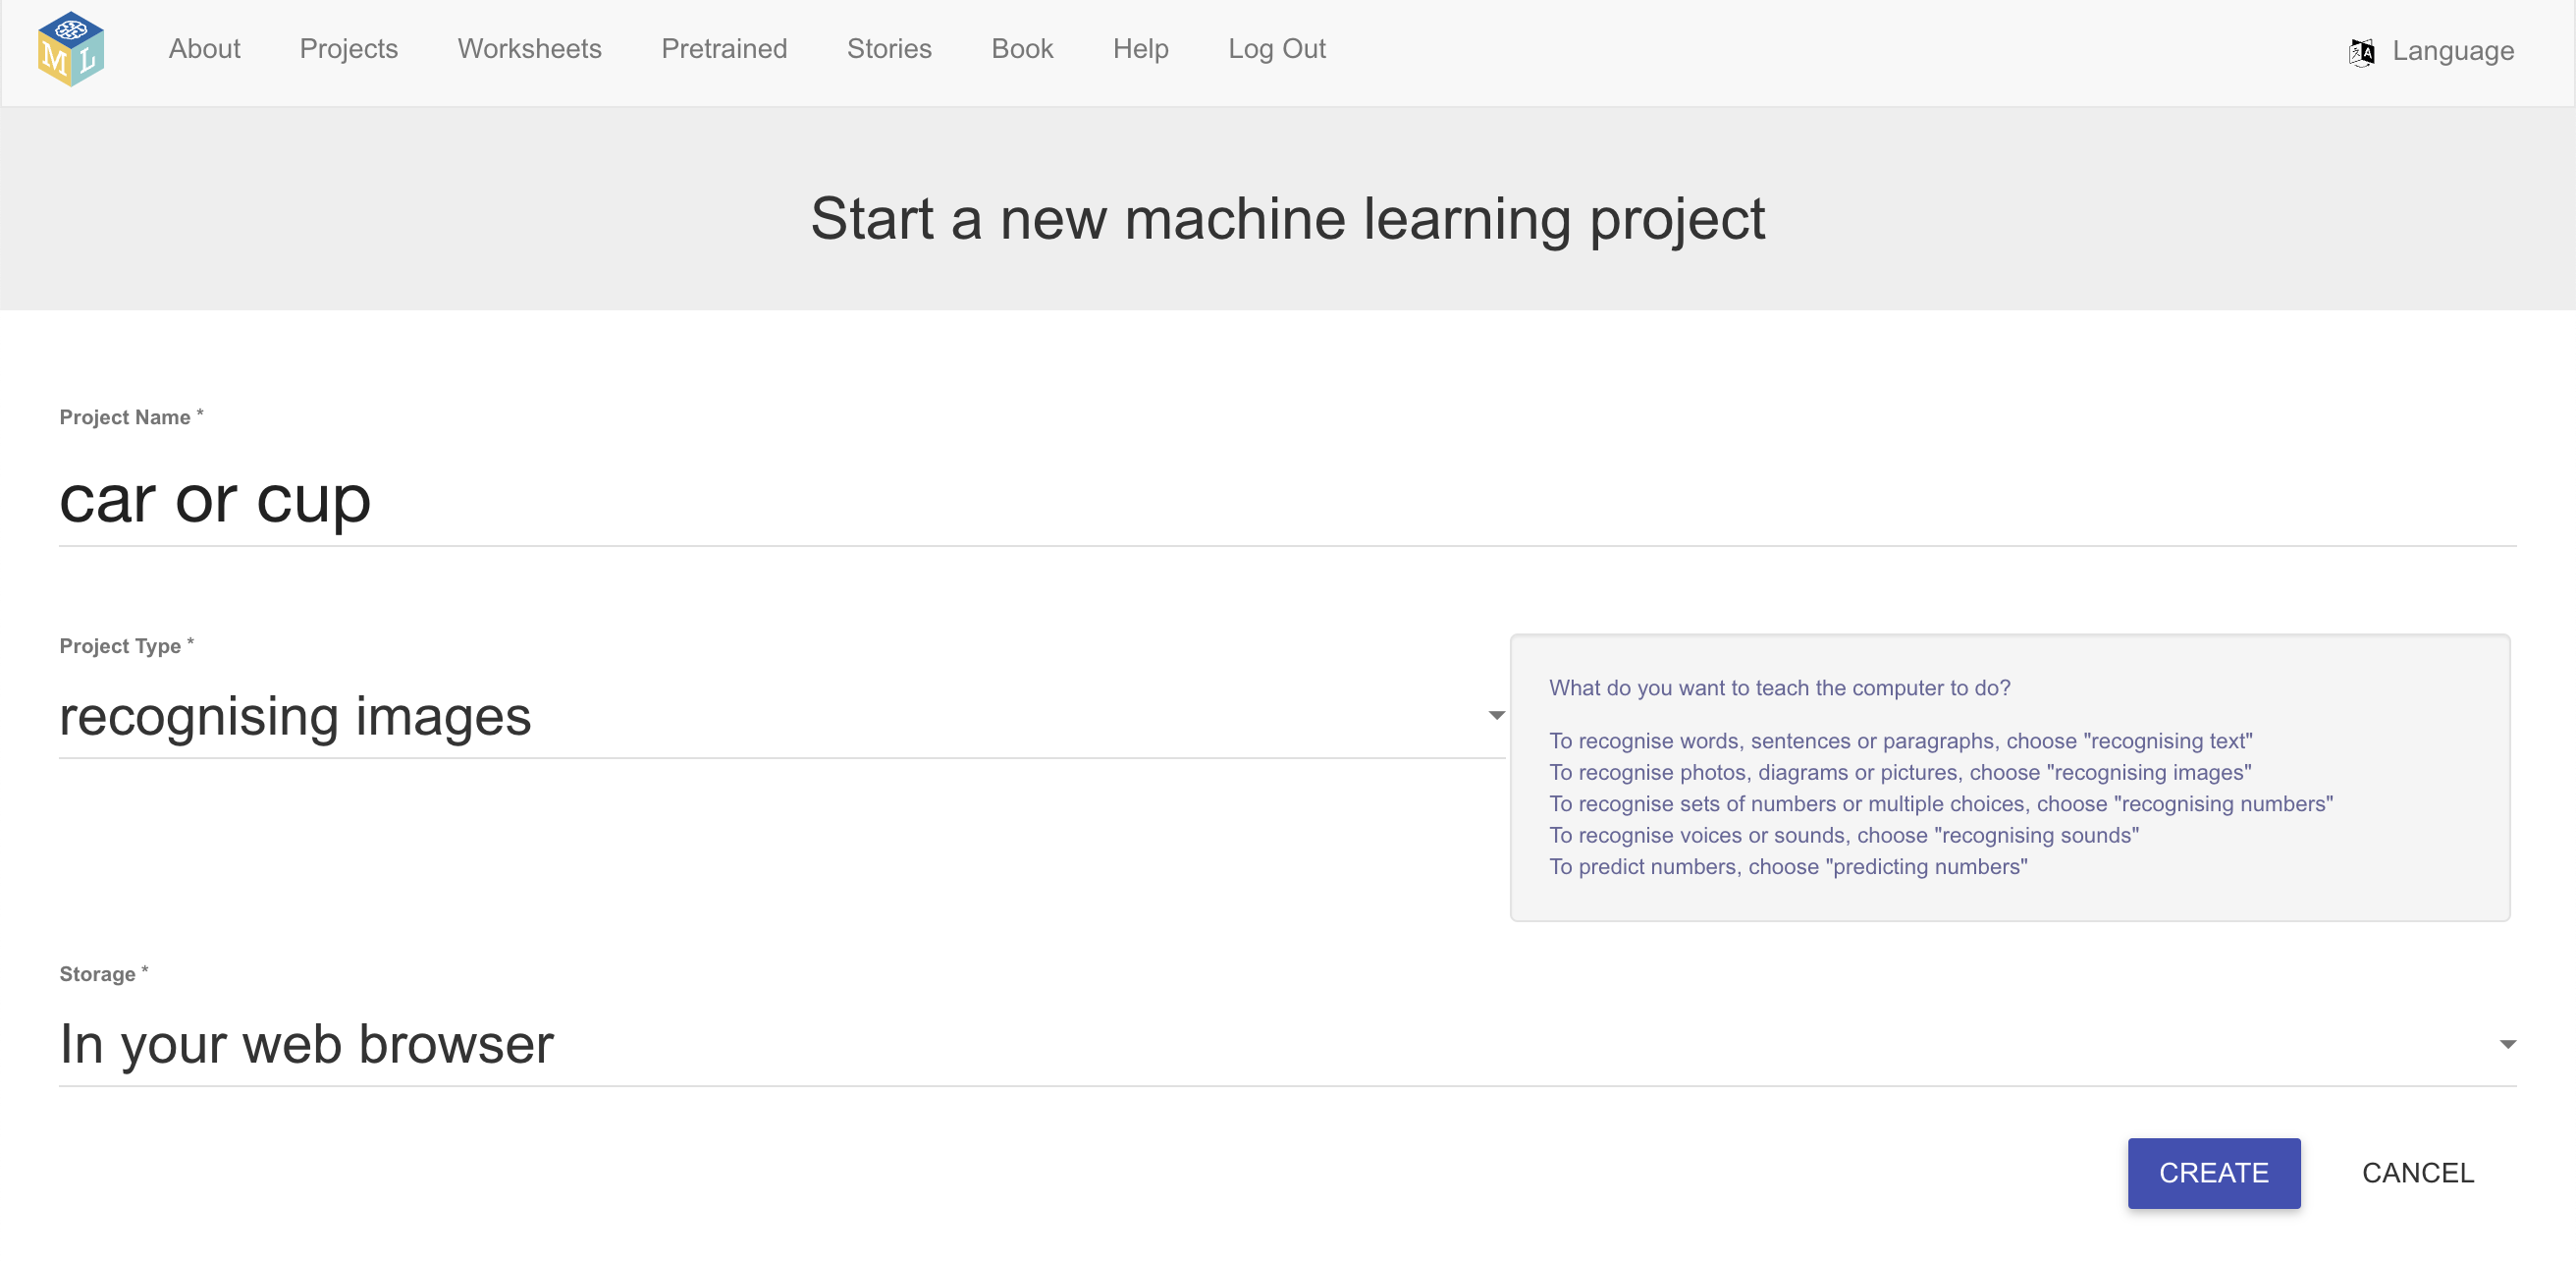 M L
About Projects Worksheets Pretrained Stories Book Help Log Out Language
Start a new machine learning project
Project Name *
car or cup
Project Type *
recognising images
What do you want to teach the computer to do?
To recognise words, sentences or paragraphs, choose "recognising text"
To recognise photos, diagrams or pictures, choose "recognising images"
To recognise sets of numbers or multiple choices, choose "recognising numbers"
To recognise voices or sounds, choose "recognising sounds"
To predict numbers, choose "predicting numbers"
Storage *
In your web browser
CREATE CANCEL